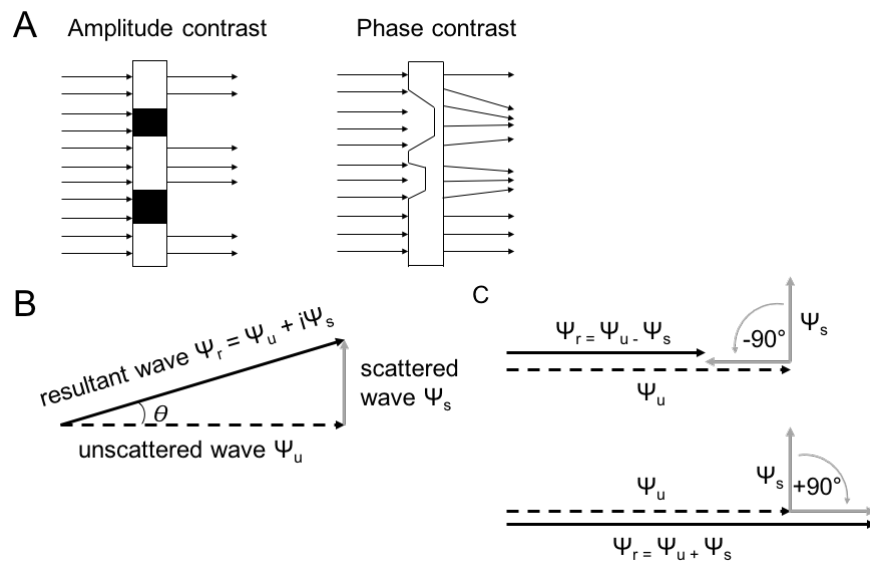 A
Amplitude contrast
Phase contrast
B
resultant wave Ψr = Ψu + iΨs
θ
unscattered wave Ψu
scattered
wave Ψs
C
Ψr = Ψu - Ψs
-90°
Ψs
Ψu
Ψu
Ψs
+90°
Ψr = Ψu + Ψs